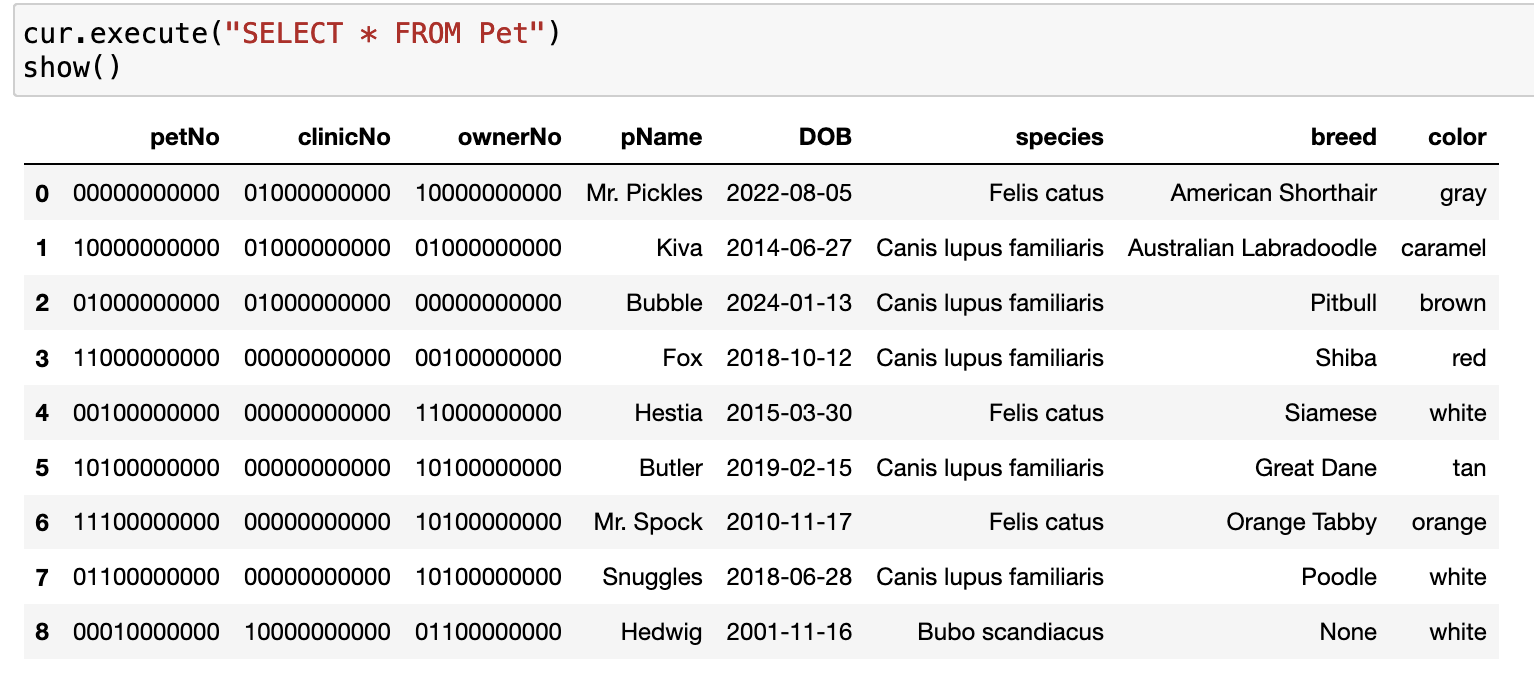 cur.execute("SELECT * FROM Pet")
show()
petNo clinicNo ownerNo pName DOB species breed color
0 00000000000 01000000000 10000000000 Mr. Pickles 2022-08-05 Felis catus American Shorthair gray
1 10000000000 01000000000 01000000000 Kiva 2014-06-27 Canis lupus familiaris Australian Labradoodle caramel
2 01000000000 01000000000 00000000000 Bubble 2024-01-13 Canis lupus familiaris Pitbull brown
3 11000000000 00000000000 00100000000 Fox 2018-10-12 Canis lupus familiaris Shiba red
4 00100000000 00000000000 11000000000 Hestia 2015-03-30 Felis catus Siamese white
5 10100000000 00000000000 10100000000 Butler 2019-02-15 Canis lupus familiaris Great Dane tan
6 11100000000 00000000000 10100000000 Mr. Spock 2010-11-17 Felis catus Orange Tabby orange
7 01100000000 00000000000 10100000000 Snuggles 2018-06-28 Canis lupus familiaris Poodle white
8 00010000000 10000000000 01100000000 Hedwig 2001-11-16 Bubo scandiacus None white